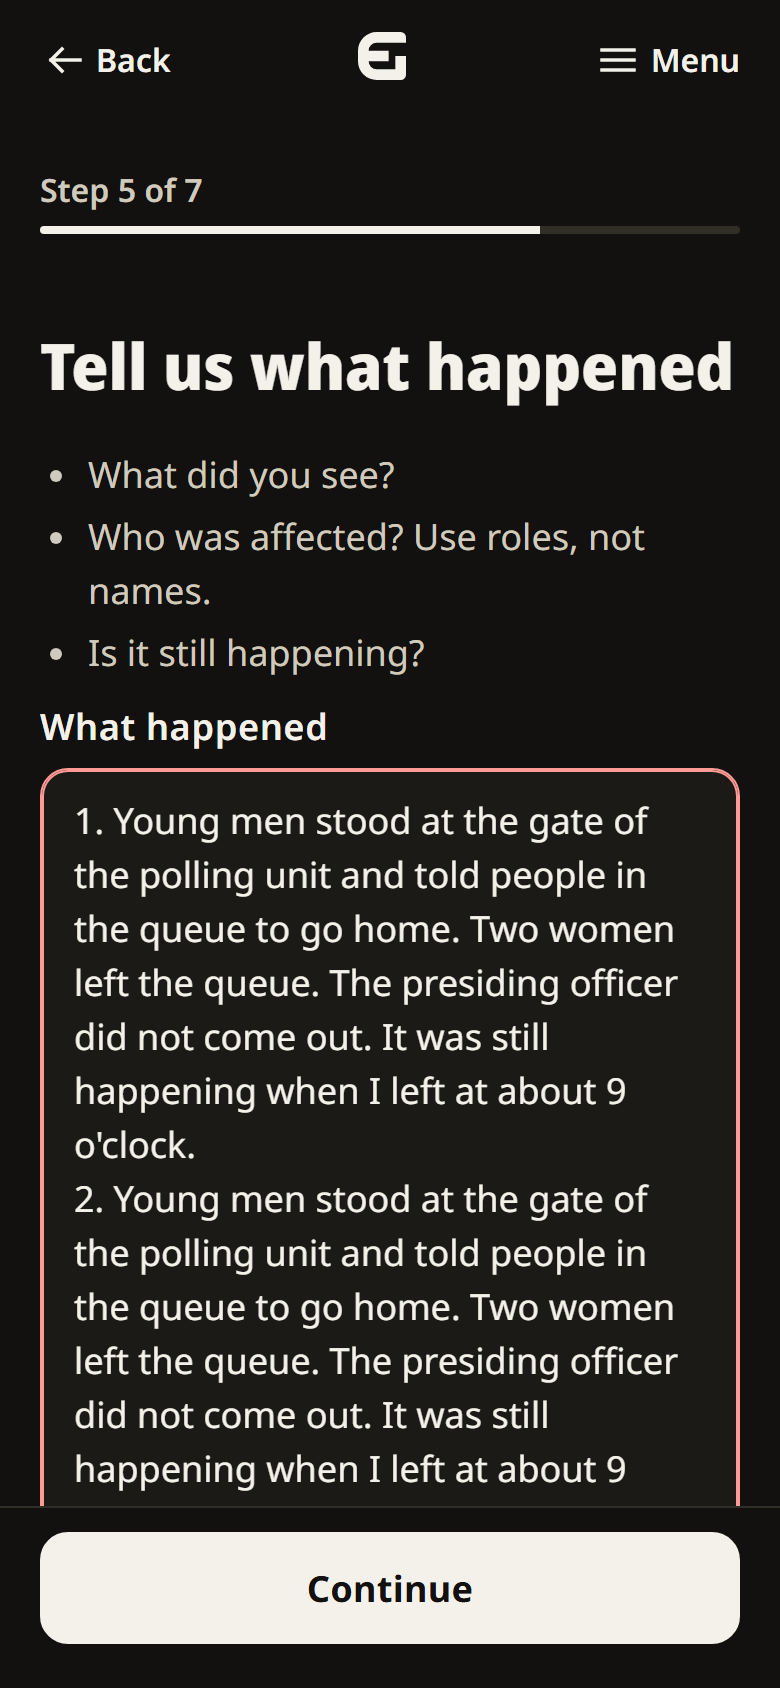 Back
Menu
Step 5 of 7
Tell us what happened
• What did you see?
• Who was affected? Use roles, not
names.
• Is it still happening?
What happened
1. Young men stood at the gate of
the polling unit and told people in
the queue to go home. Two women
left the queue. The presiding officer
did not come out. It was still
happening when I left at about 9
o'clock.
2. Young men stood at the gate of
the polling unit and told people in
the queue to go home. Two women
left the queue. The presiding officer
did not come out. It was still
happening when I left at about 9
Continue